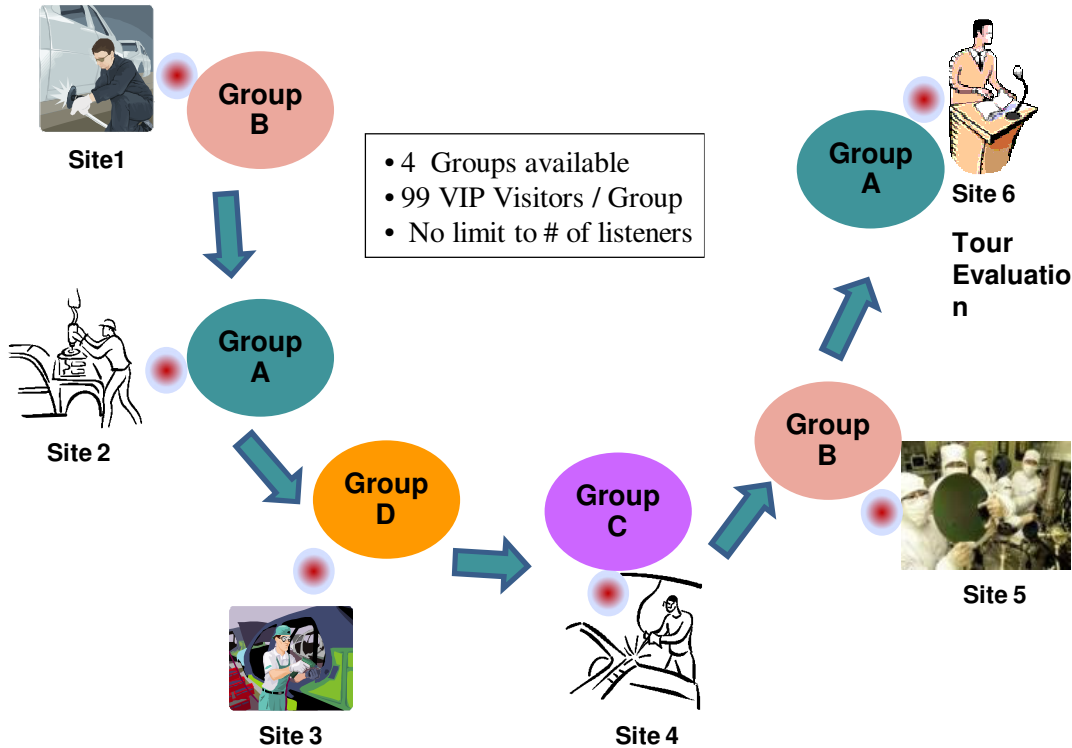 Group
B
Site1
• 4 Groups available
• 99 VIP Visitors / Group
• No limit to # of listeners
Group
A
Site 6
Tour
Evaluatio
n
Group
A
Site 2
Group
D
Site 3
Group
C
Site 4
Group
B
Site 5